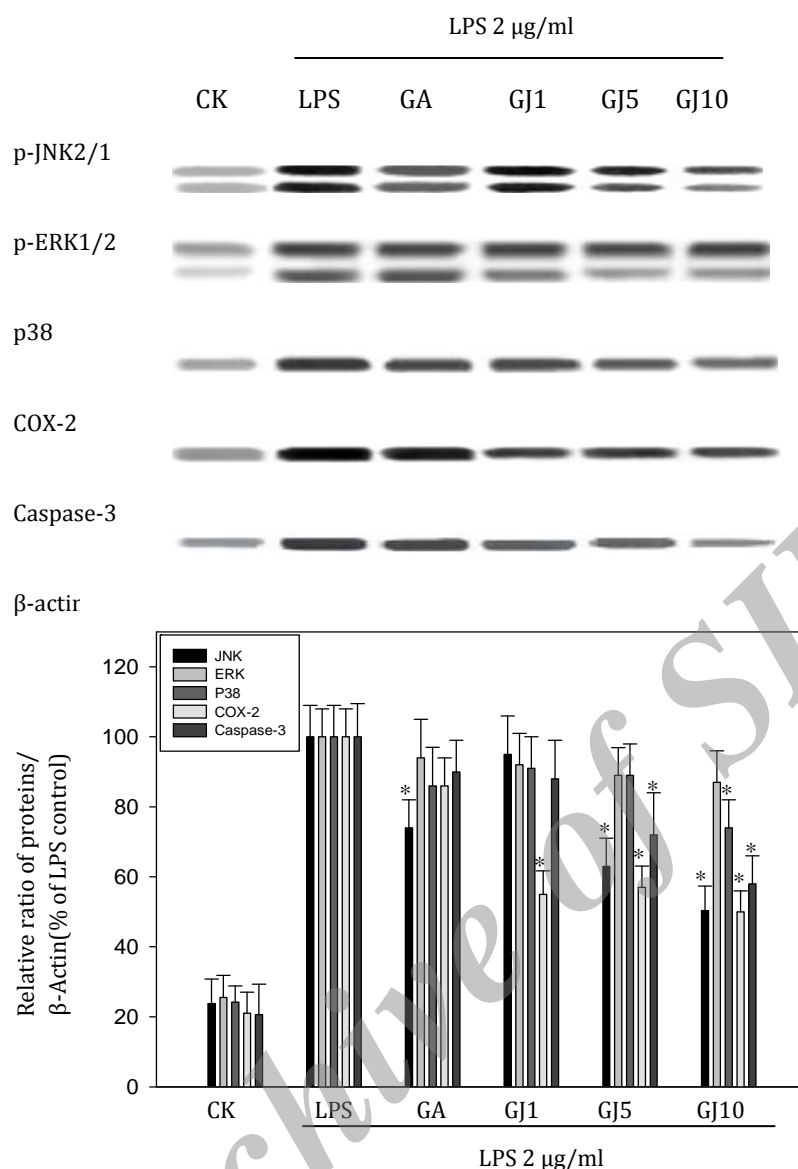 LPS 2 µg/ml
CK LPS GA GJ1 GJ5 GJ10
p-JNK2/1
p-ERK1/2
p38
COX-2
Caspase-3
β-actin
Relative ratio of proteins/
β-Actin(% of LPS control)
120
100
80
60
40
20
0
JNK
ERK
P38
COX-2
Caspase-3
* * * * * * * * *
CK LPS GA GJ1 GJ5 GJ10
LPS 2 µg/ml